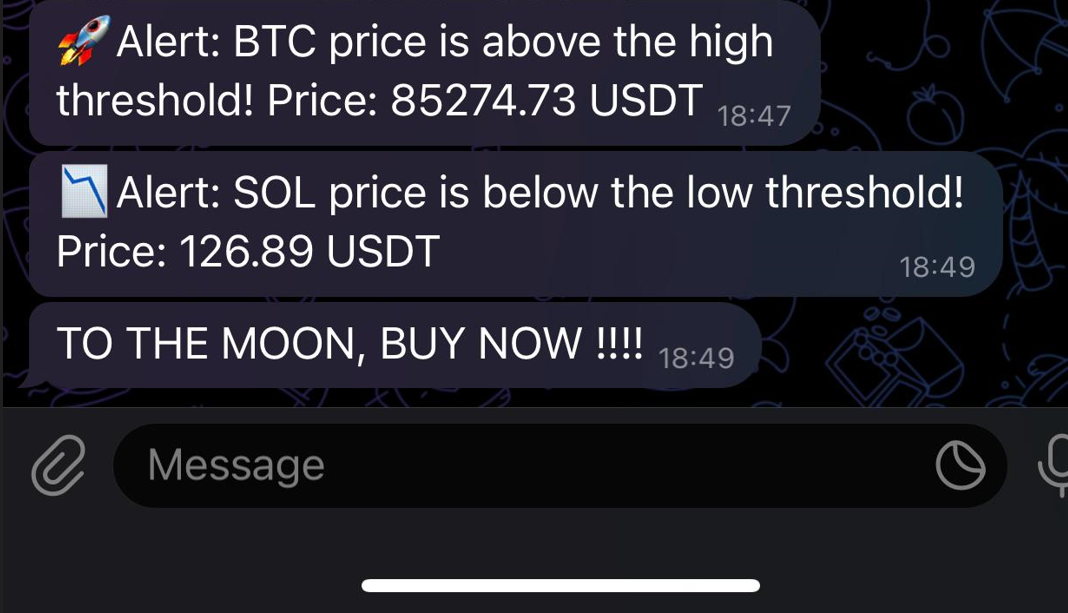 🚀Alert: BTC price is above the high
threshold! Price: 85274.73 USDT 18:47
📉Alert: SOL price is below the low threshold!
Price: 126.89 USDT 18:49
TO THE MOON, BUY NOW !!!! 18:49
Message